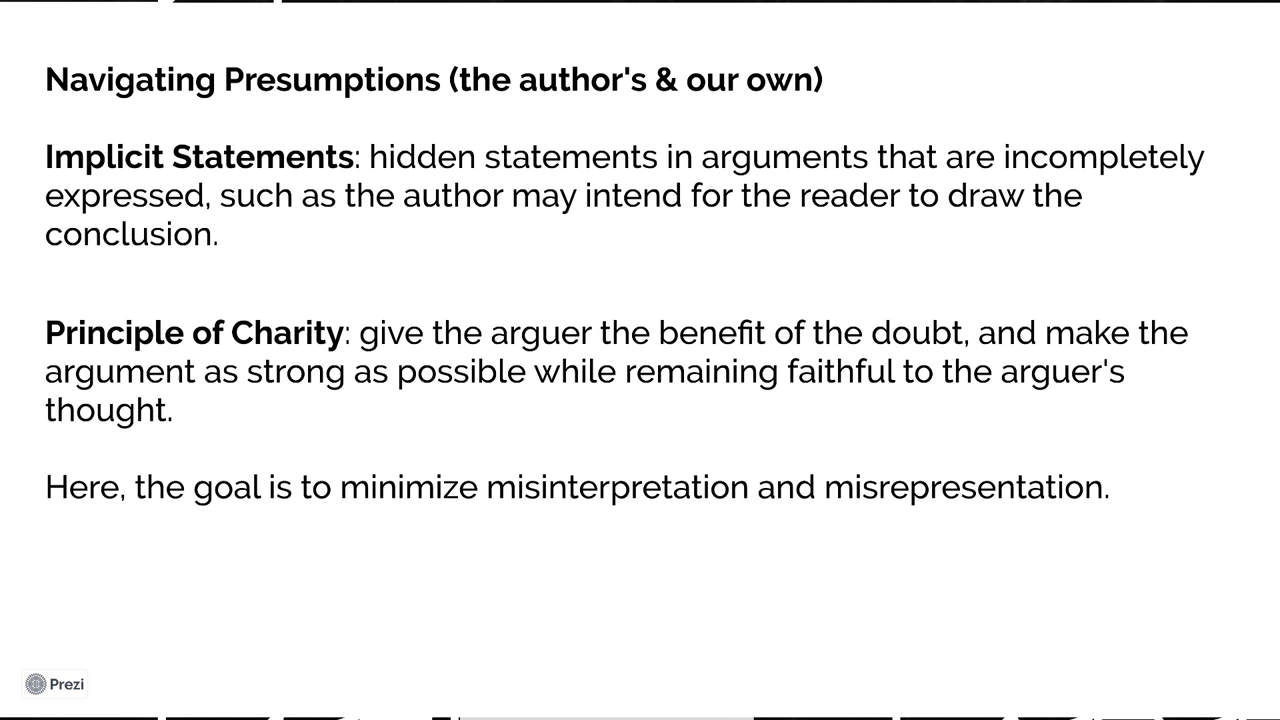 Navigating Presumptions (the author's & our own)
Implicit Statements: hidden statements in arguments that are incompletely
expressed, such as the author may intend for the reader to draw the
conclusion.
Principle of Charity: give the arguer the benefit of the doubt, and make the
argument as strong as possible while remaining faithful to the arguer's
thought.
Here, the goal is to minimize misinterpretation and misrepresentation.
Prezi